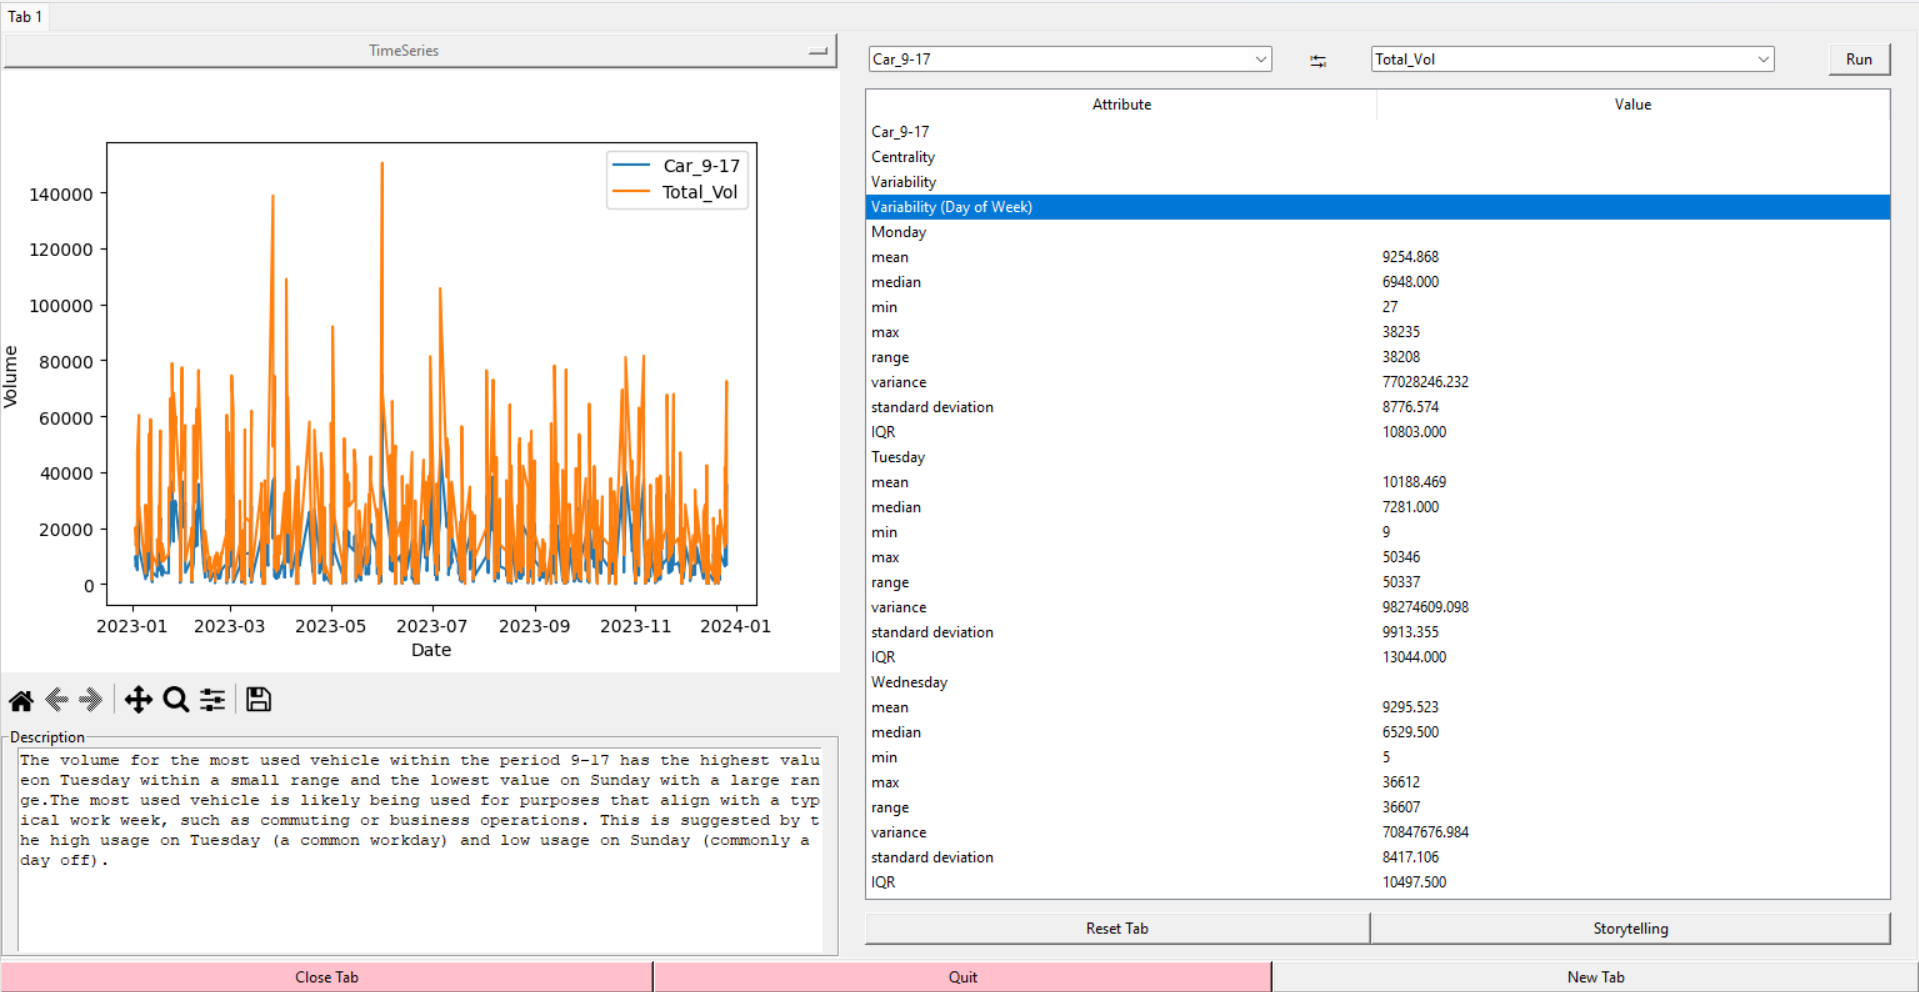 Tab 1
TimeSeries
Car_9-17
Total_Vol
140000
120000
100000
80000
60000
40000
20000
0
Volume
2023-01 2023-03 2023-05 2023-07 2023-09 2023-11 2024-01
Date
Description
The volume for the most used vehicle within the period 9-17 has the highest valu
eon Tuesday within a small range and the lowest value on Sunday with a large ran
ge.The most used vehicle is likely being used for purposes that align with a typ
ical work week, such as commuting or business operations. This is suggested by t
he high usage on Tuesday (a common workday) and low usage on Sunday (commonly a
day off).
Car_9-17 Total_Vol Run
Attribute Value
Car_9-17
Centrality
Variability
Variability (Day of Week)
Monday
mean 9254.868
median 6948.000
min 27
max 38235
range 38208
variance 77028246.232
standard deviation 8776.574
IQR 10803.000
Tuesday
mean 10188.469
median 7281.000
min 9
max 50346
range 50337
variance 98274609.098
standard deviation 9913.355
IQR 13044.000
Wednesday
mean 9295.523
median 6529.500
min 5
max 36612
range 36607
variance 70847676.984
standard deviation 8417.106
IQR 10497.500
Reset Tab Storytelling
Close Tab Quit New Tab